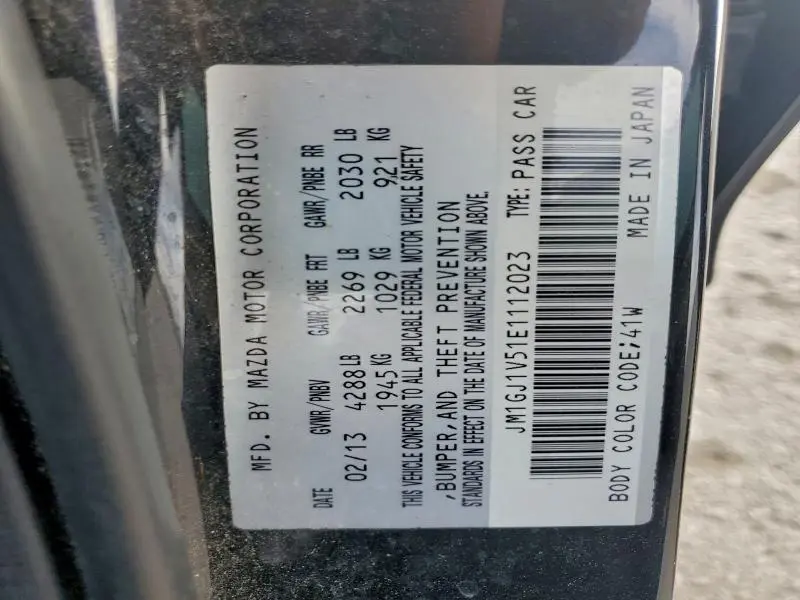 MFD. BY MAZDA MOTOR CORPORATION
DATE GVWR/PNBV GAWR/PNBE FRT GAWR/PNBE RR
02/13 4288 LB 2269 LB 2030 LB
1945 KG 1029 KG 921 KG
THIS VEHICLE CONFORMS TO ALL APPLICABLE FEDERAL MOTOR VEHICLE SAFETY
,BUMPER, AND THEFT PREVENTION
STANDARDS IN EFFECT ON THE DATE OF MANUFACTURE SHOWN ABOVE.
JM1GJ1V51E1112023 TYPE: PASS CAR
BODY COLOR CODE;41W MADE IN JAPAN